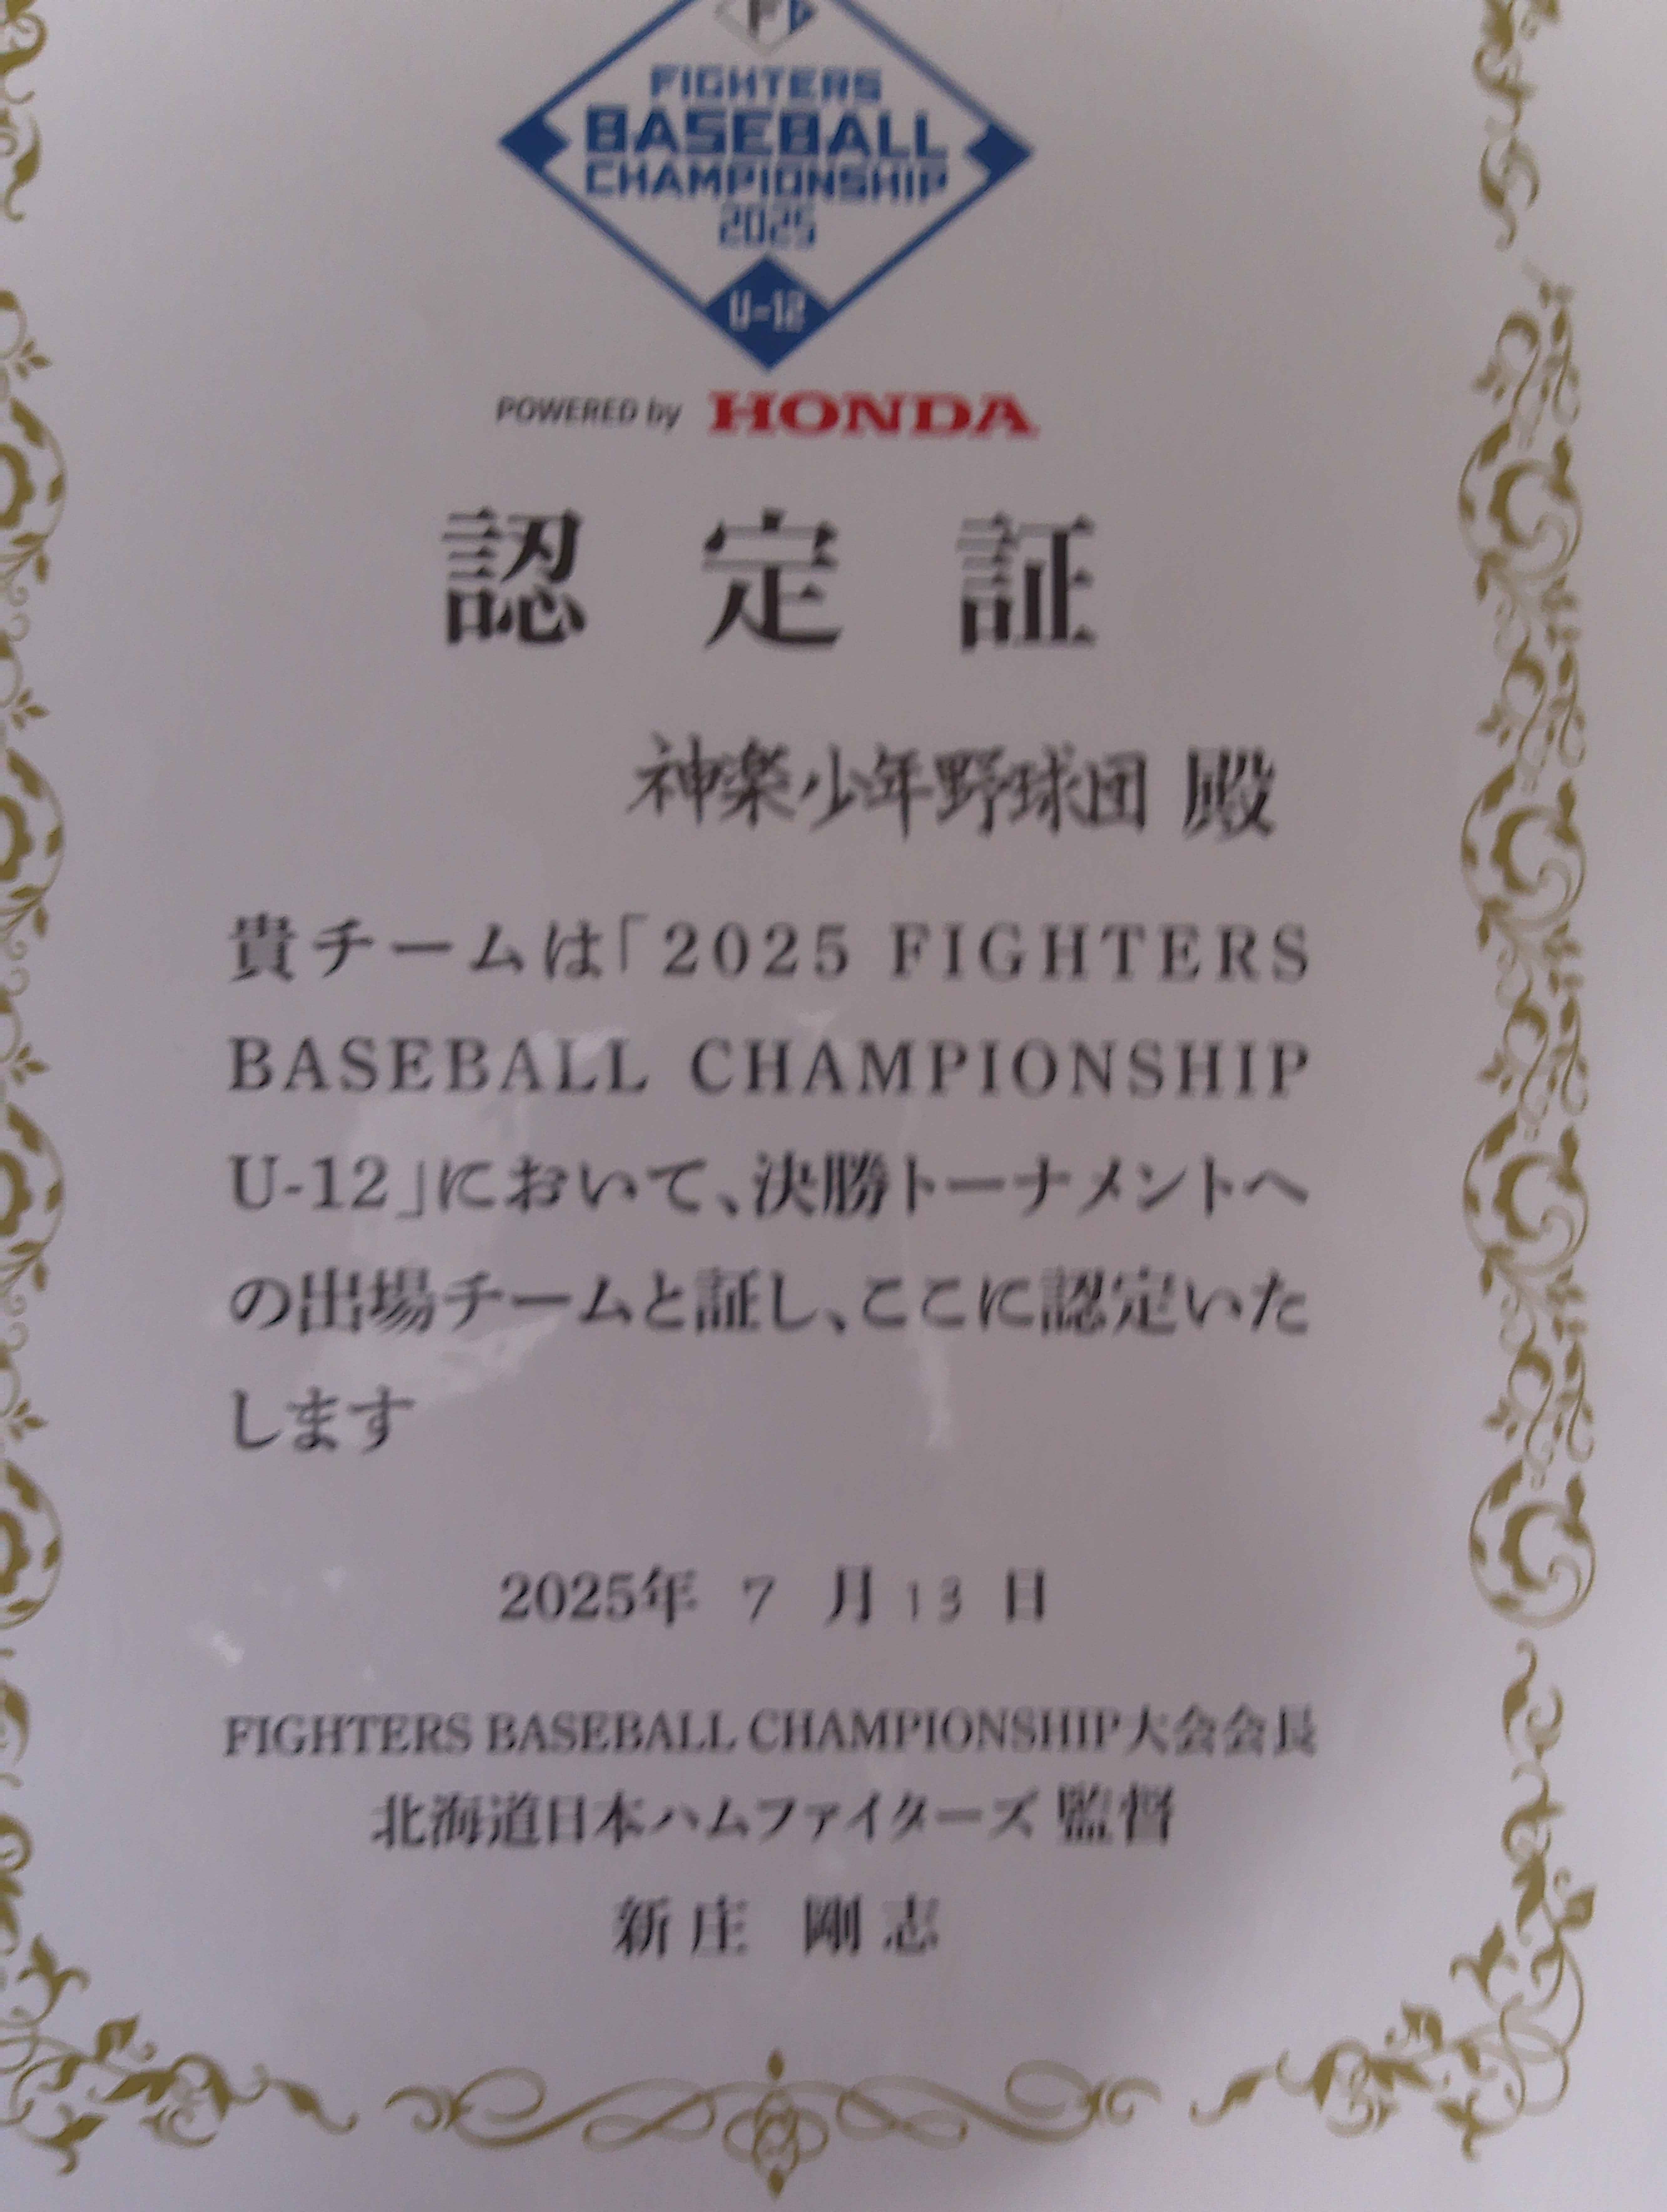 FIGHTERS
BASEBALL
CHAMPIONSHIP
2025
U-12
POWERED by HONDA
認定証
神楽少年野球団 殿
貴チームは「2025 FIGHTERS
BASEBALL CHAMPIONSHIP
U-12」において、決勝トーナメントへ
の出場チームと証し、ここに認定いた
します
2025年 7 月 13 日
FIGHTERS BASEBALL CHAMPIONSHIP大会会長
北海道日本ハムファイターズ 監督
新庄 剛志